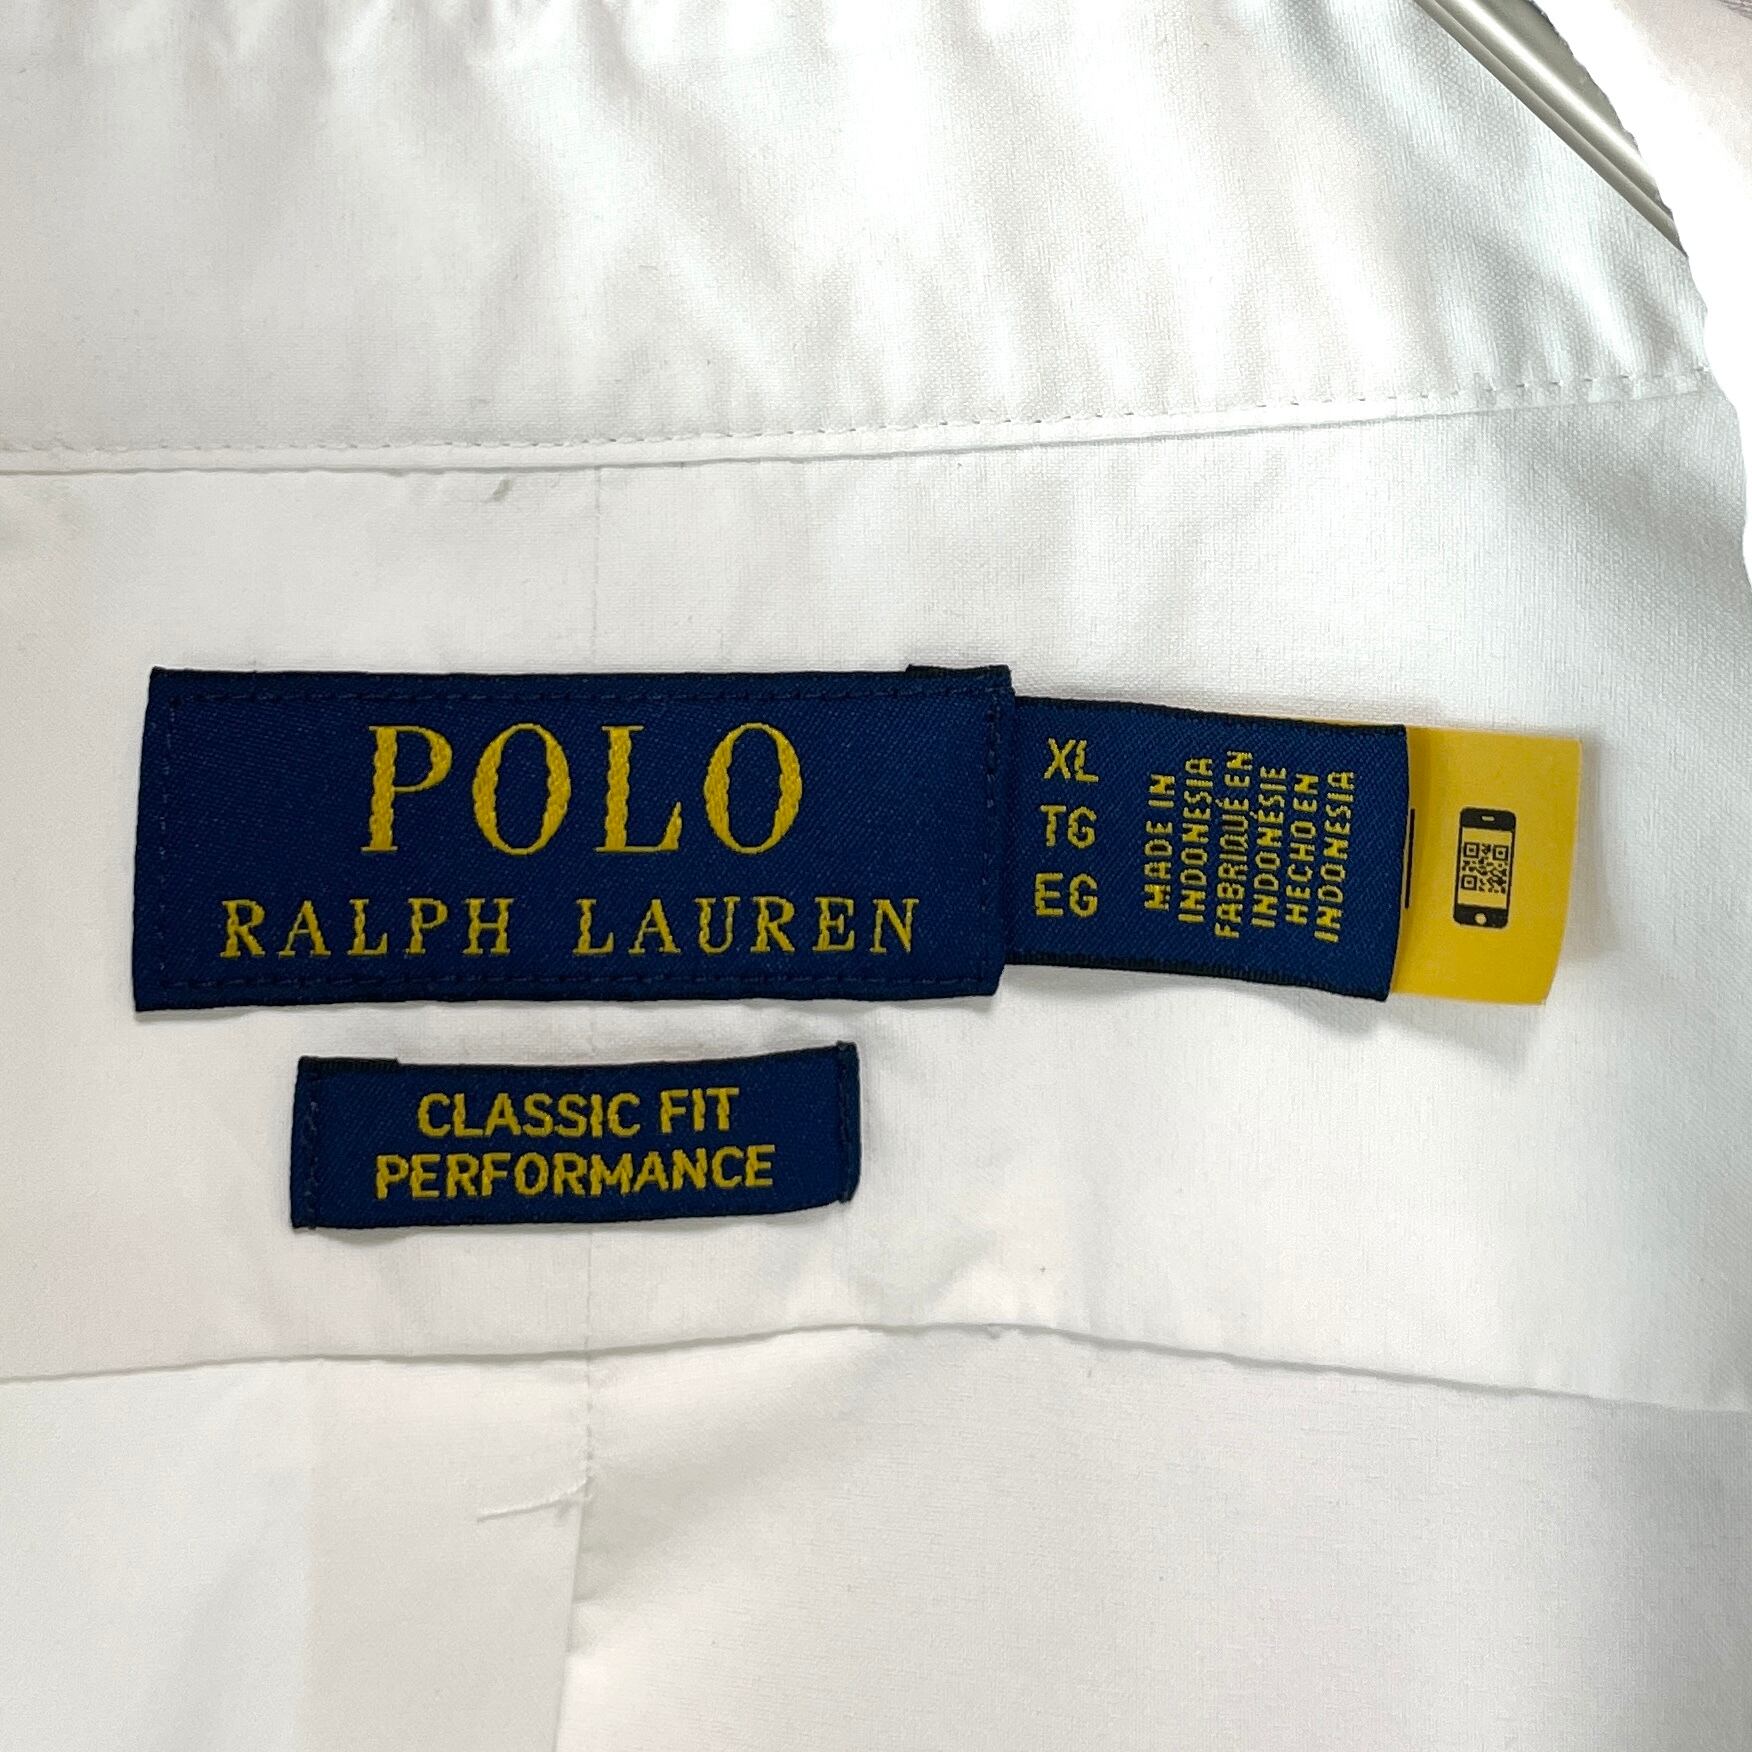 POLO
RALPH LAUREN
XL
TG
EG
MADE IN
INDONESIA
FABRIQUÉ EN
INDONÉSIE
HECHO EN
INDONESIA
CLASSIC FIT
PERFORMANCE